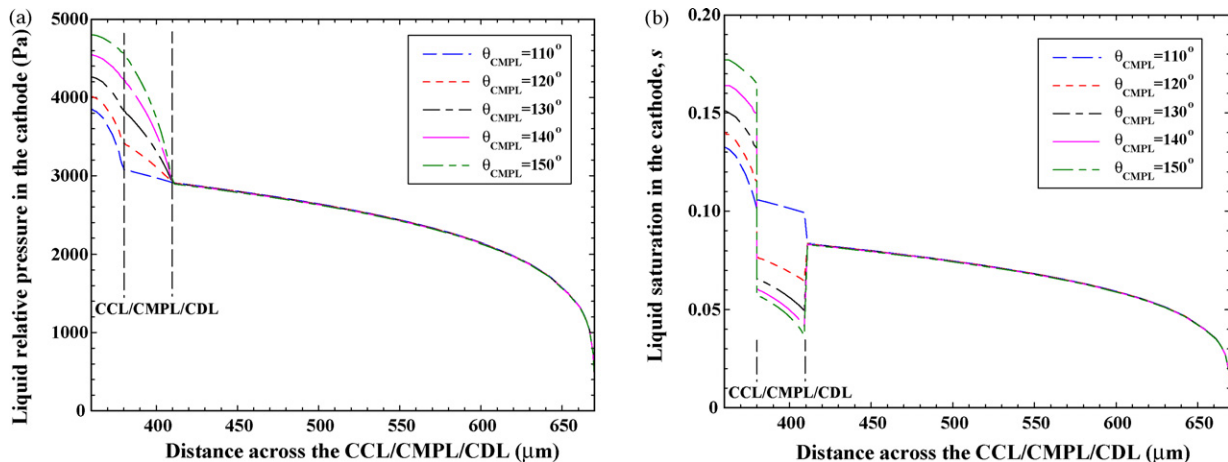 (a)
Liquid relative pressure in the cathode (Pa)
5000
4000
3000
2000
1000
0
θCMPL=110°
θCMPL=120°
θCMPL=130°
θCMPL=140°
θCMPL=150°
CCL/CMPL/CDL
400 450 500 550 600 650
Distance across the CCL/CMPL/CDL (µm)
(b)
Liquid saturation in the cathode, s
0.20
0.15
0.10
0.05
0
θCMPL=110°
θCMPL=120°
θCMPL=130°
θCMPL=140°
θCMPL=150°
CCL/CMPL/CDL
400 450 500 550 600 650
Distance across the CCL/CMPL/CDL (µm)